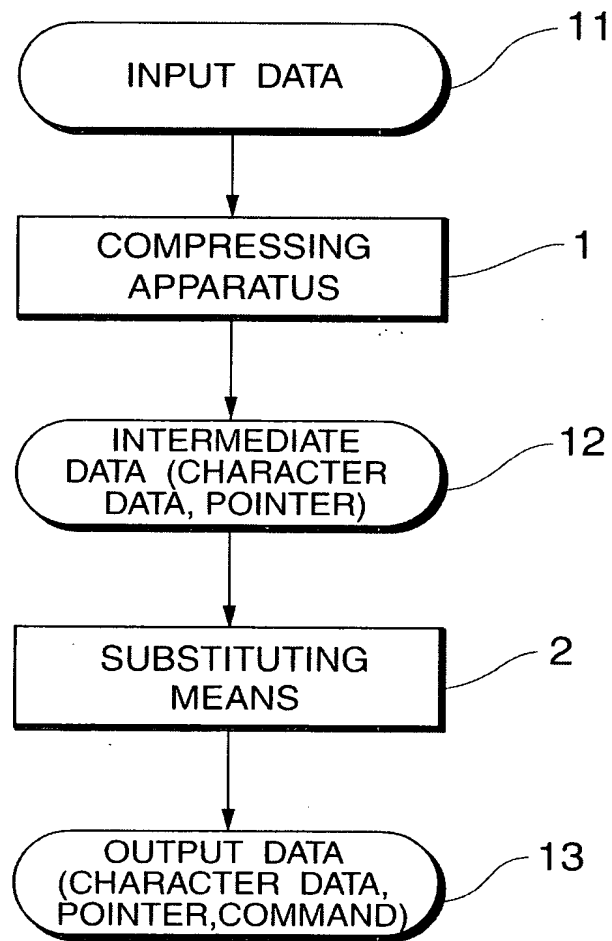 11
INPUT DATA
COMPRESSING
APPARATUS
1
INTERMEDIATE
DATA (CHARACTER
DATA, POINTER)
12
SUBSTITUTING
MEANS
2
OUTPUT DATA
(CHARACTER DATA,
POINTER,COMMAND)
13